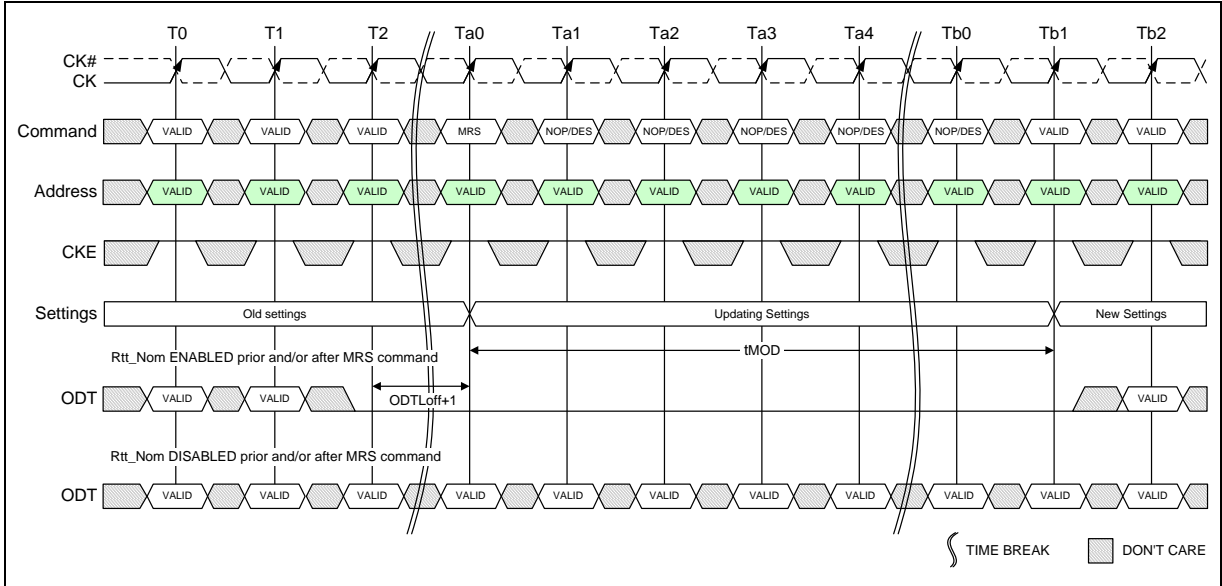 T0 T1 T2 Ta0 Ta1 Ta2 Ta3 Ta4 Tb0 Tb1 Tb2
CK#
CK
Command VALID VALID VALID MRS NOP/DES NOP/DES NOP/DES NOP/DES NOP/DES VALID VALID
Address VALID VALID VALID VALID VALID VALID VALID VALID VALID VALID VALID
CKE
Settings Old settings Updating Settings New Settings
Rtt_Nom ENABLED prior and/or after MRS command
tMOD
ODT VALID VALID ODTLoff+1 VALID
Rtt_Nom DISABLED prior and/or after MRS command
ODT VALID VALID VALID VALID VALID VALID VALID VALID VALID VALID VALID
TIME BREAK DON'T CARE